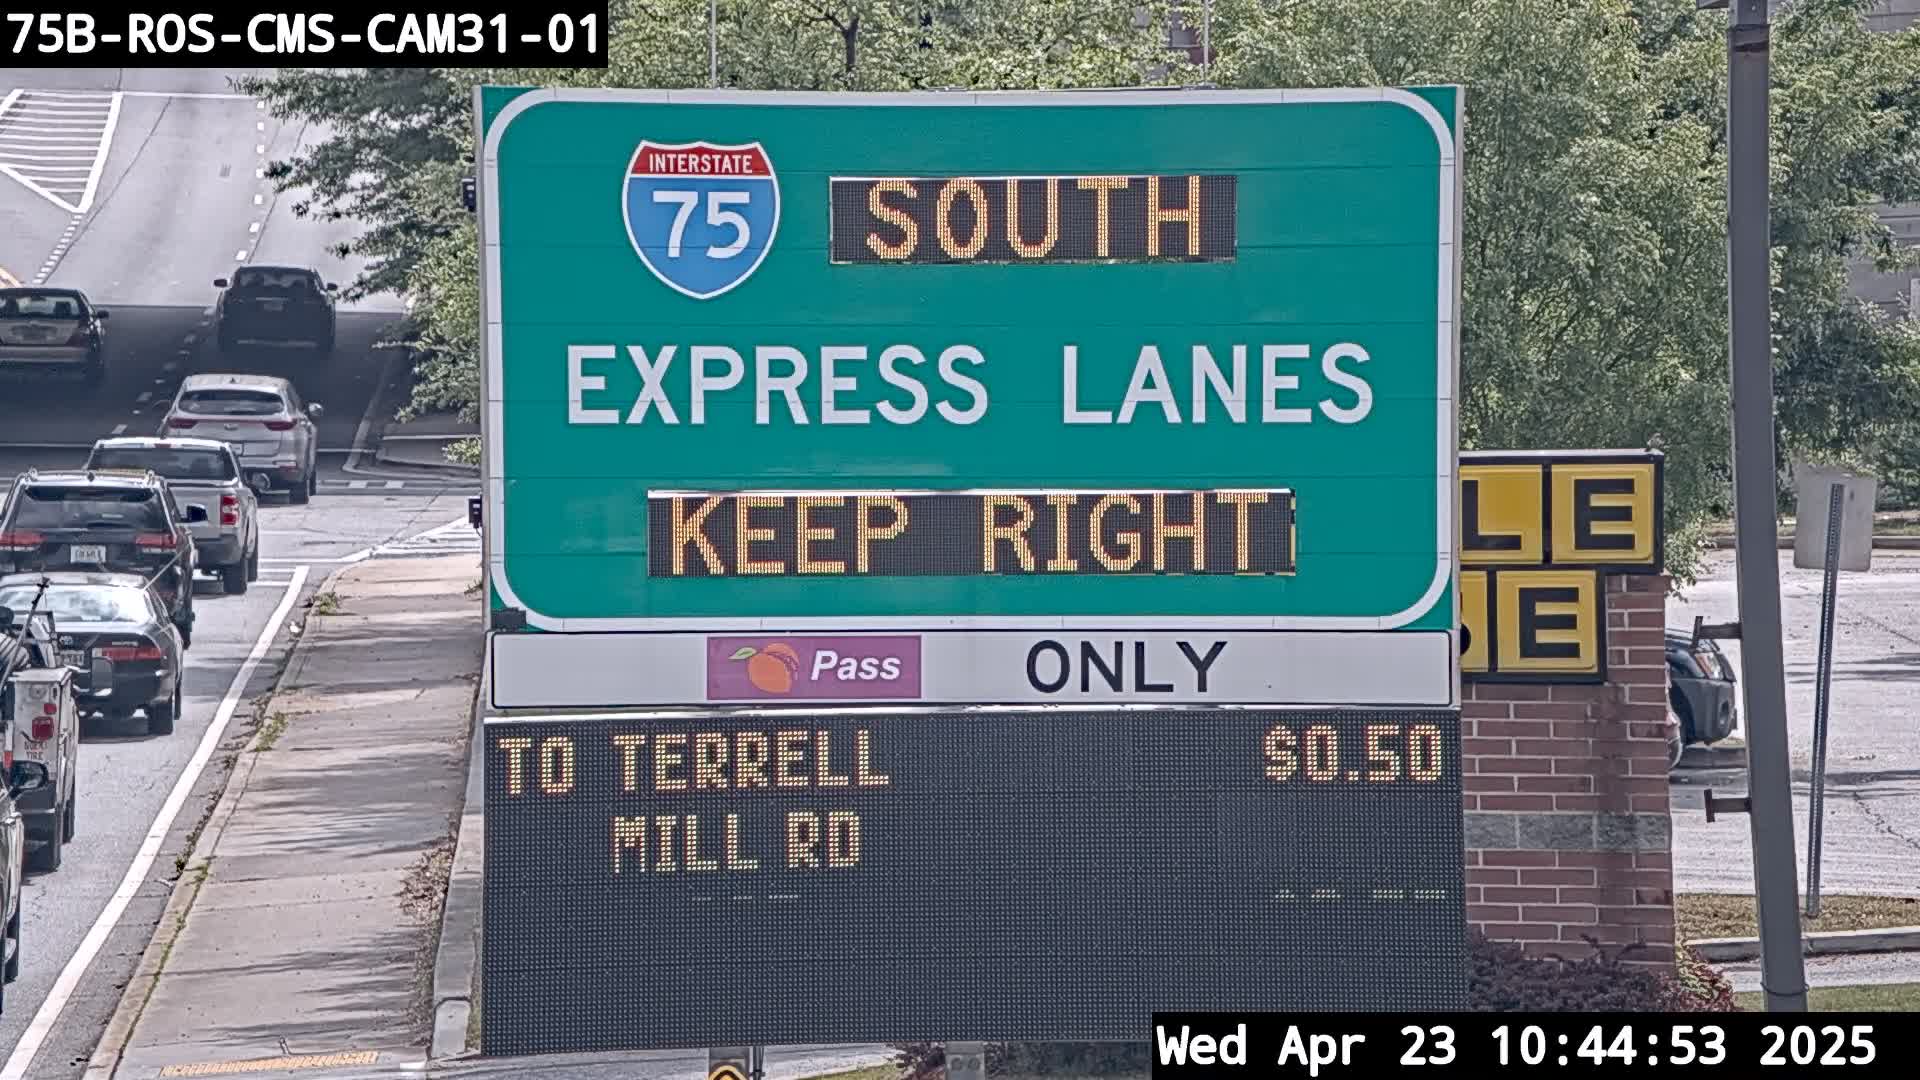 75B-ROS-CMS-CAM31-01
INTERSTATE
75
SOUTH
EXPRESS LANES
KEEP RIGHT
Pass ONLY
TO TERRELL $0.50
MILL RD
LE
E
Wed Apr 23 10:44:53 2025